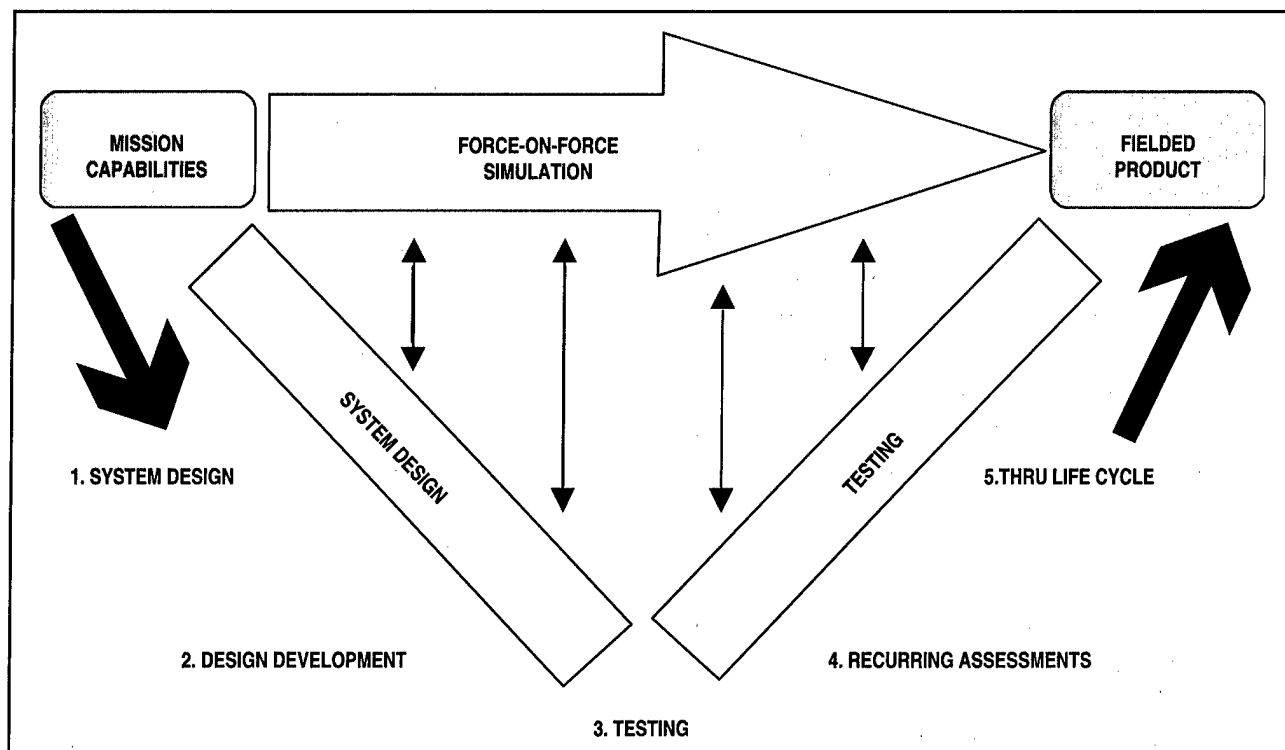 MISSION
CAPABILITIES
FORCE-ON-FORCE
SIMULATION
FIELDED
PRODUCT
SYSTEM DESIGN
TESTING
1. SYSTEM DESIGN
5.THRU LIFE CYCLE
2. DESIGN DEVELOPMENT
4. RECURRING ASSESSMENTS
3. TESTING